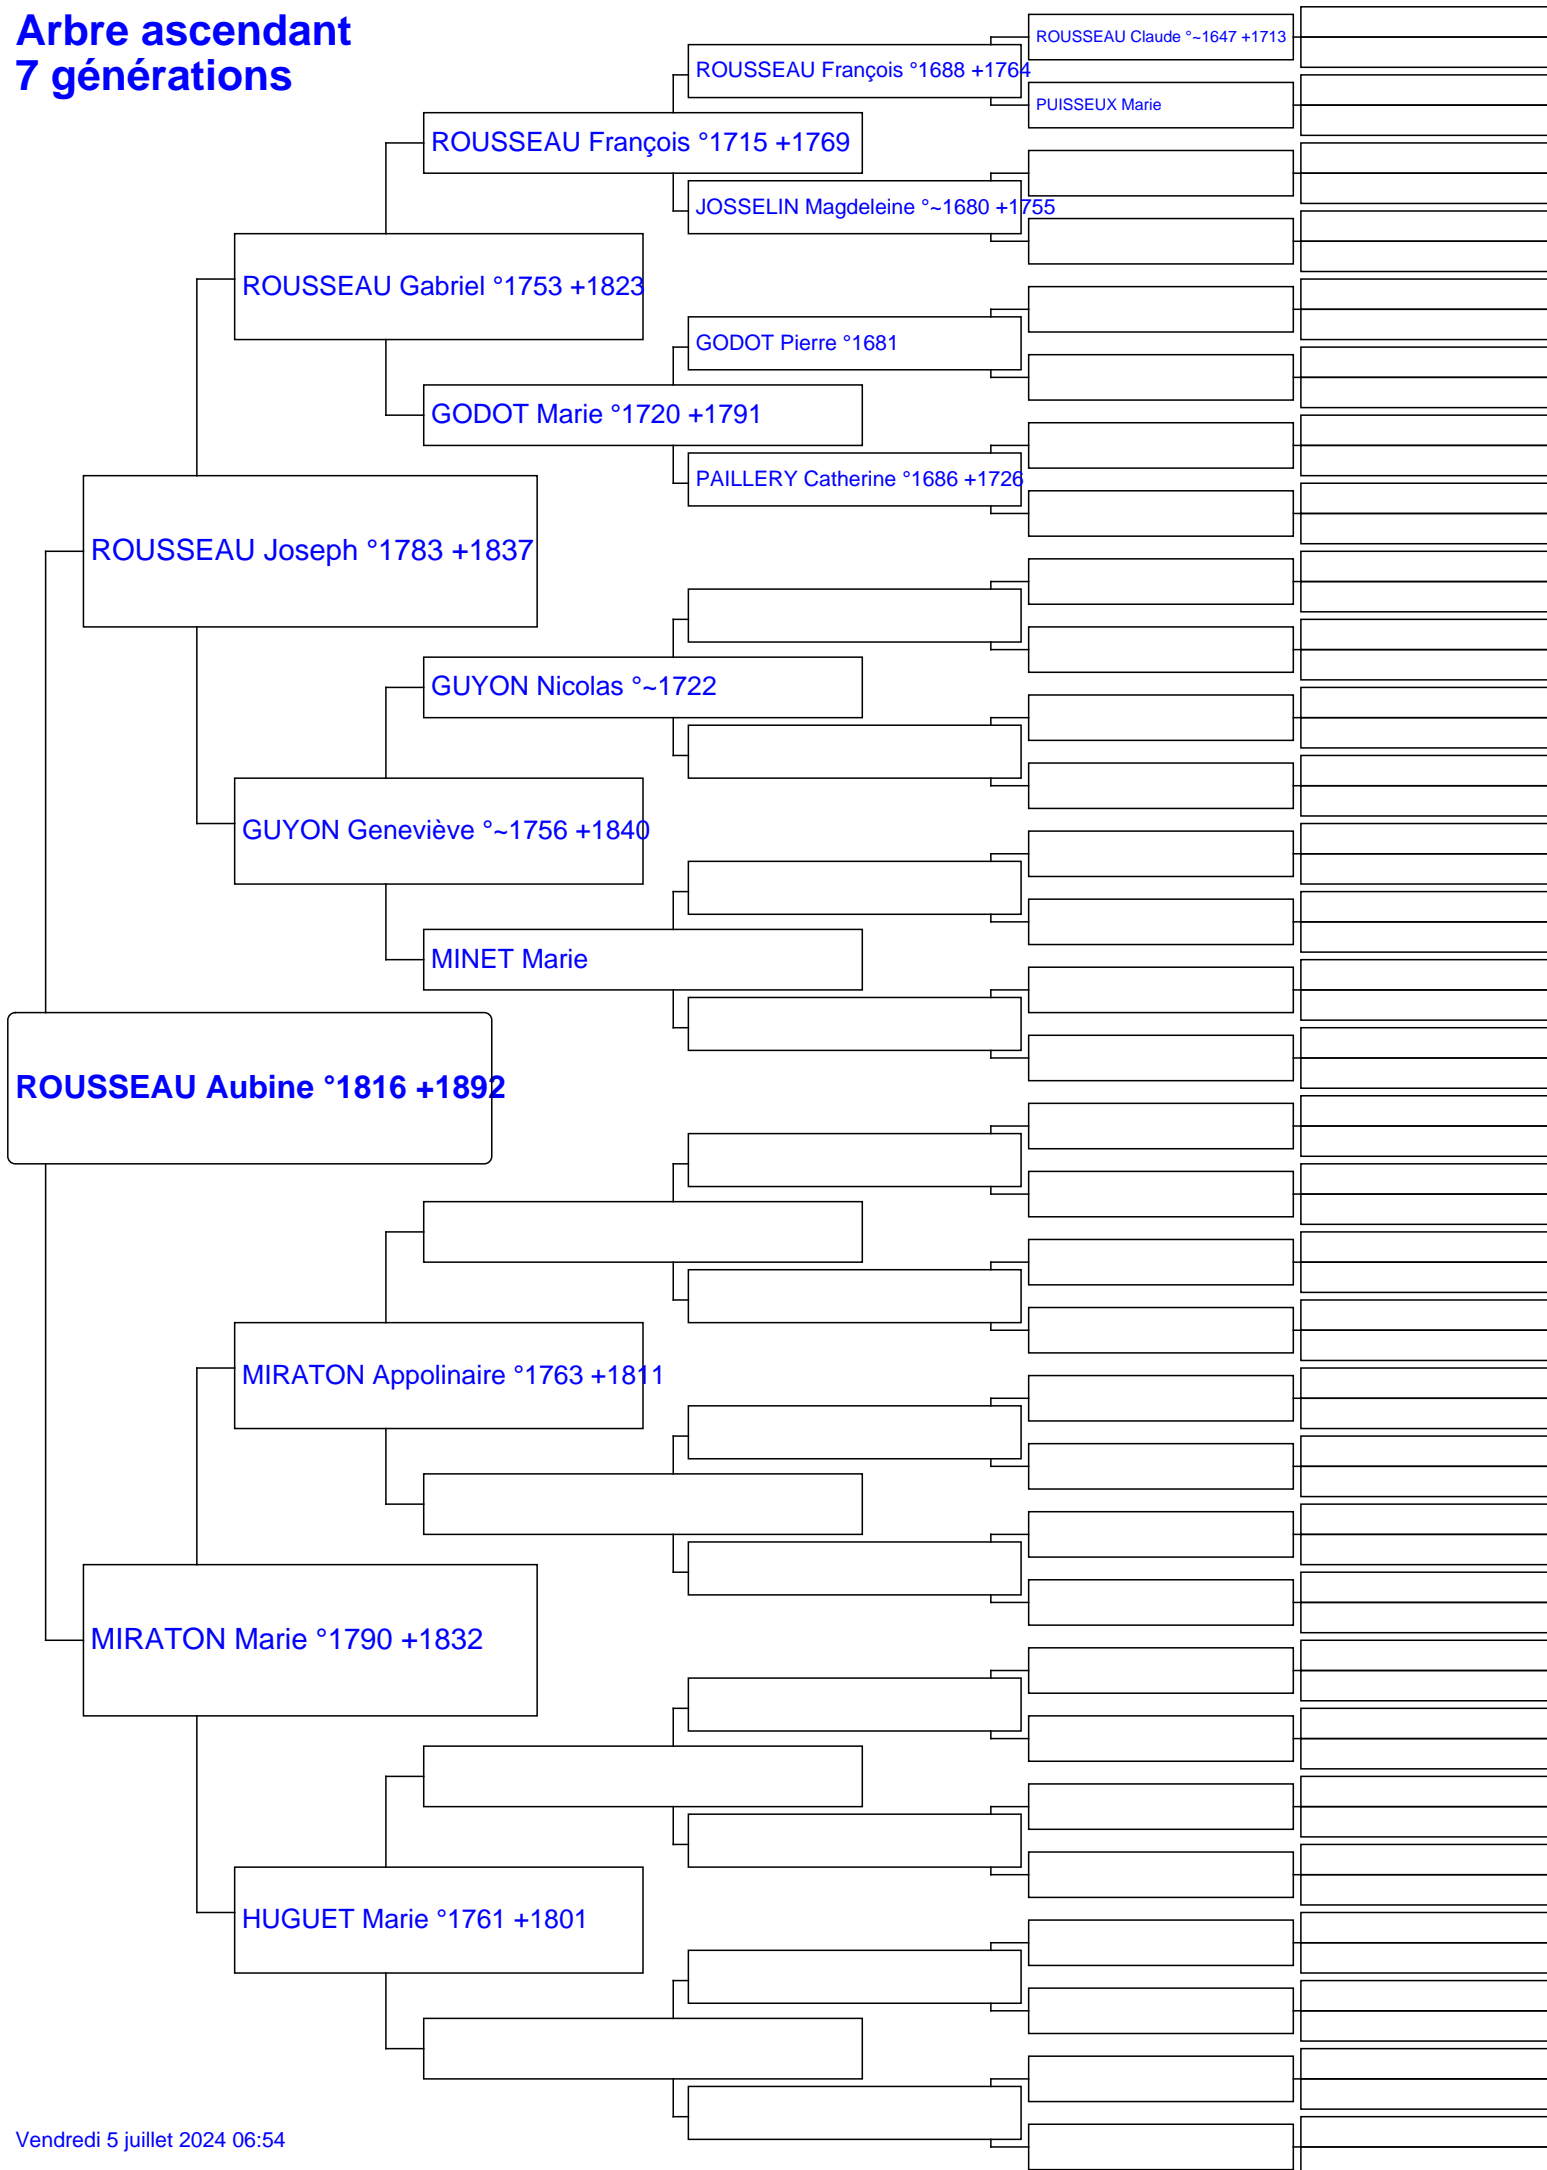 Arbre ascendant
7 générations
ROUSSEAU Claude °~1647 +1713
ROUSSEAU François °1688 +1764
PUISSEUX Marie
ROUSSEAU François °1715 +1769
JOSSELIN Magdeleine °~1680 +1755
ROUSSEAU Gabriel °1753 +1823
GODOT Pierre °1681
GODOT Marie °1720 +1791
PAILLERY Catherine °1686 +1726
ROUSSEAU Joseph °1783 +1837
GUYON Nicolas °~1722
GUYON Geneviève °~1756 +1840
MINET Marie
ROUSSEAU Aubine °1816 +1892
MIRATON Appolinaire °1763 +1811
MIRATON Marie °1790 +1832
HUGUET Marie °1761 +1801
Vendredi 5 juillet 2024 06:54